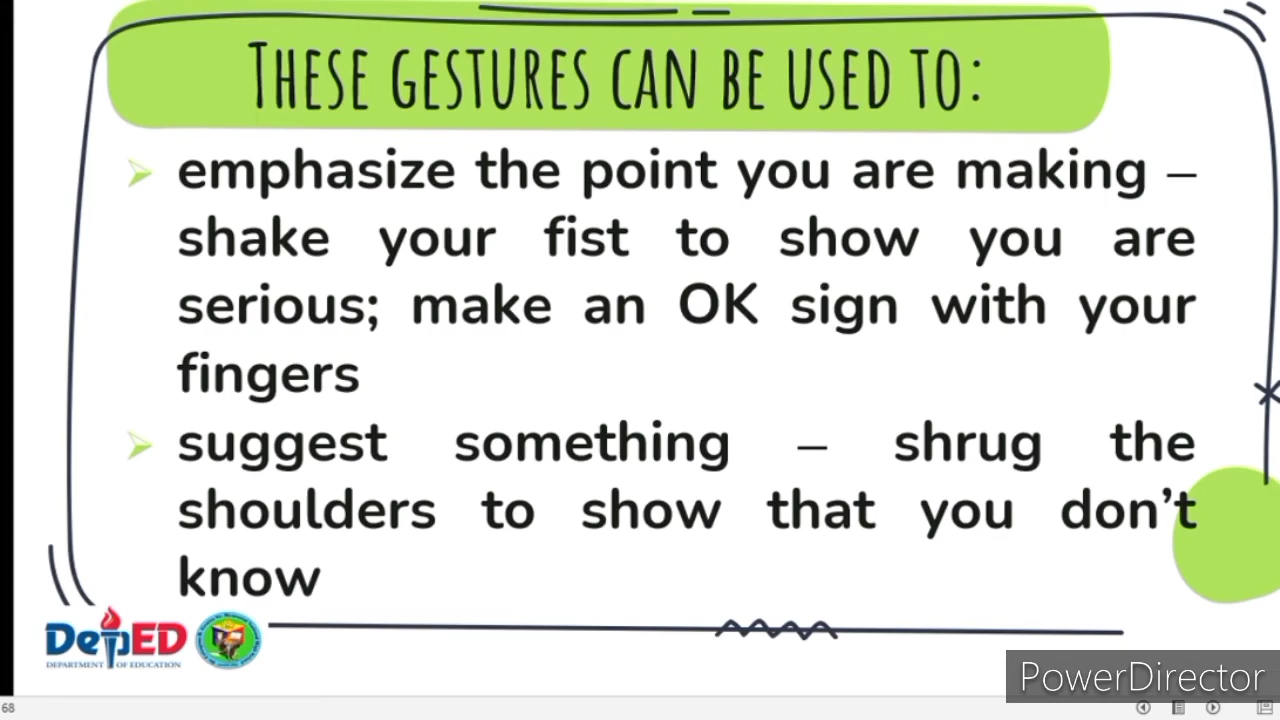 THESE GESTURES CAN BE USED TO:
emphasize the point you are making –
shake your fist to show you are
serious; make an OK sign with your
fingers
suggest something – shrug the
shoulders to show that you don't
know
DepED
DEPARTMENT OF EDUCATION
PowerDirector
68